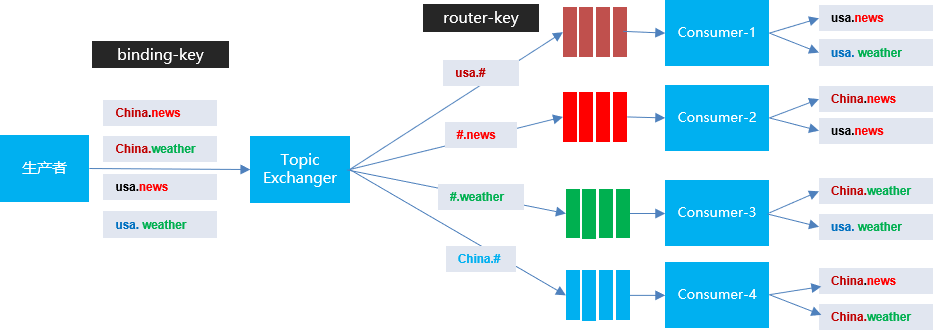 binding-key
China.news
China.weather
usa.news
usa. weather
生产者
Topic
Exchanger
router-key
usa.#
#.news
#.weather
China.#
Consumer-1
usa.news
usa. weather
Consumer-2
China.news
usa.news
Consumer-3
China.weather
usa. weather
Consumer-4
China.news
China.weather